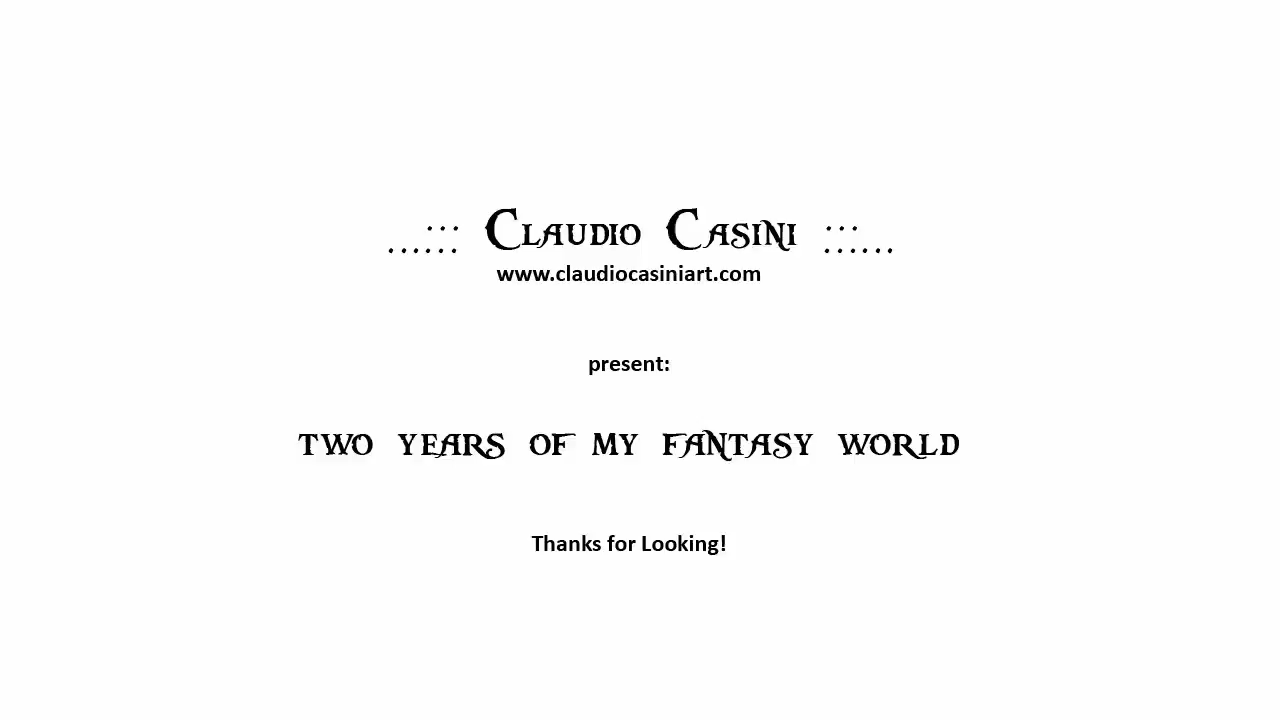 ...::: Claudio Casini :::...
www.claudiocasiniart.com
present:
TWO YEARS OF MY FANTASY WORLD
Thanks for Looking!